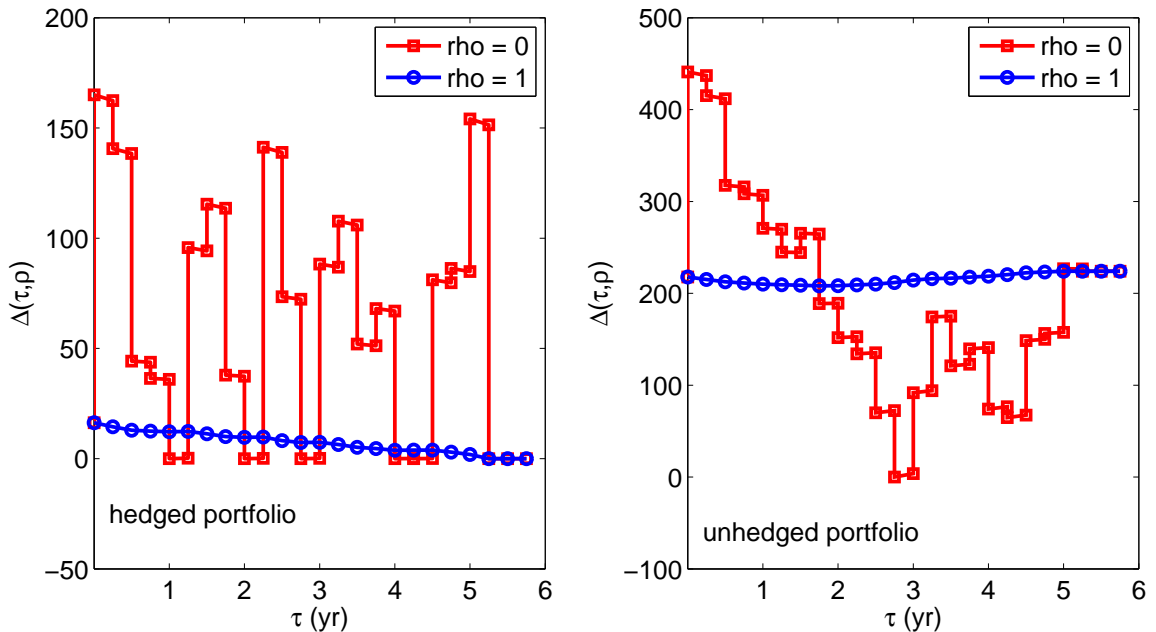 200
150
100
50
0
−50
Δ(τ,ρ)
rho = 0
rho = 1
hedged portfolio
1 2 3 4 5 6
τ (yr)
500
400
300
200
100
0
−100
Δ(τ,ρ)
rho = 0
rho = 1
unhedged portfolio
1 2 3 4 5 6
τ (yr)